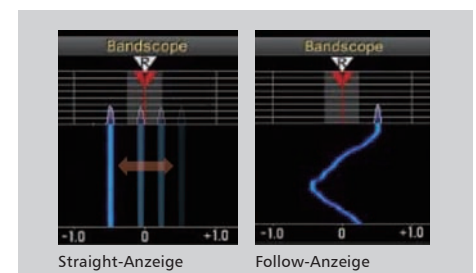 Bandscope
R
-1.0 0 +1.0
Straight-Anzeige
Bandscope
R
-1.0 0 +1.0
Follow-Anzeige